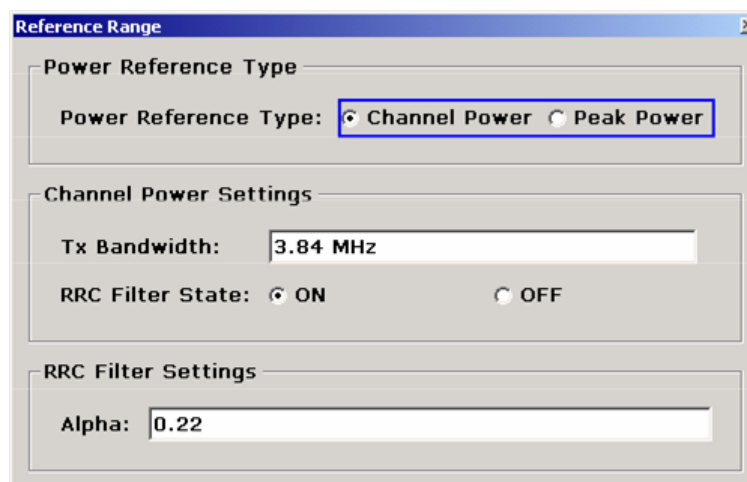 Reference Range
Power Reference Type
Power Reference Type: Channel Power Peak Power
Channel Power Settings
Tx Bandwidth: 3.84 MHz
RRC Filter State: ON OFF
RRC Filter Settings
Alpha: 0.22